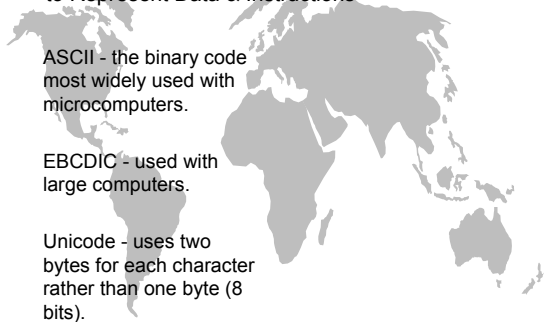 to Represent Data & Instructions
ASCII - the binary code
most widely used with
microcomputers.
EBCDIC - used with
large computers.
Unicode - uses two
bytes for each character
rather than one byte (8
bits).